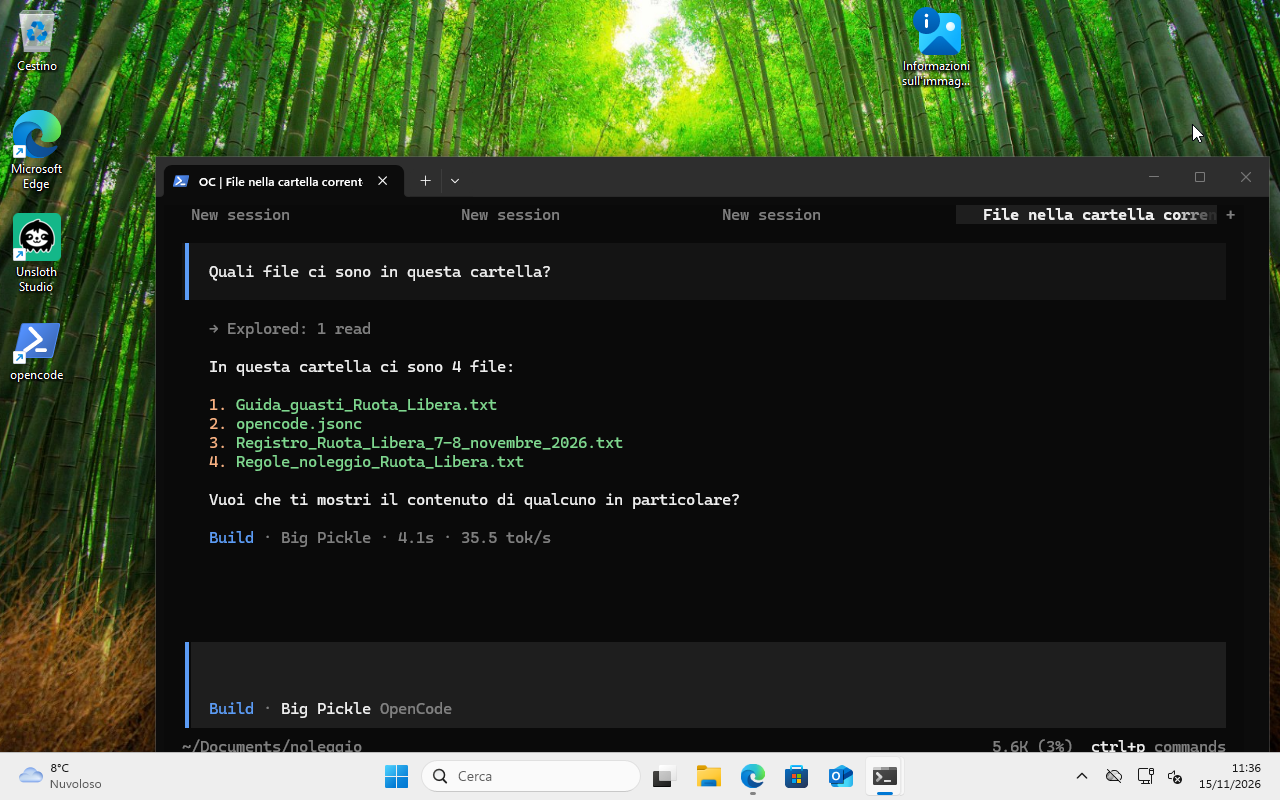 Cestino
Microsoft
Edge
Unsloth
Studio
opencode
Informazioni
sull'immag...
OC | File nella cartella corrent
New session
New session
New session
File nella cartella corren
+
Quali file ci sono in questa cartella?
→ Explored: 1 read
In questa cartella ci sono 4 file:
1. Guida_guasti_Ruota_Libera.txt
2. opencode.jsonc
3. Registro_Ruota_Libera_7-8_novembre_2026.txt
4. Regole_noleggio_Ruota_Libera.txt
Vuoi che ti mostri il contenuto di qualcuno in particolare?
Build · Big Pickle · 4.1s · 35.5 tok/s
Build · Big Pickle OpenCode
~/Documents/noleggio
5.6K (3%) ctrl+p commands
8°C
Nuvoloso
Cerca
11:36
15/11/2026